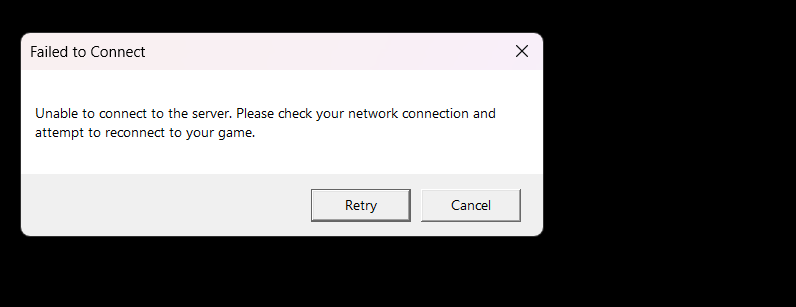 Failed to Connect
Unable to connect to the server. Please check your network connection and
attempt to reconnect to your game.
Retry
Cancel